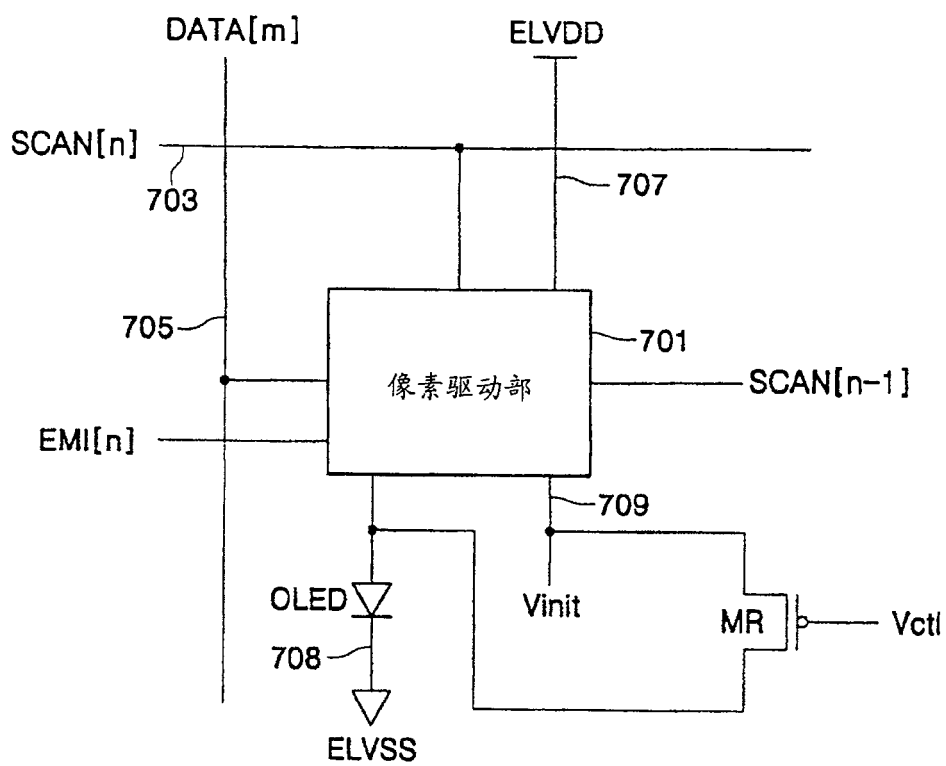 DATA[m]
ELVDD
SCAN[n]
703
707
705
701
像素驱动部
SCAN[n-1]
EMI[n]
709
OLED
Vinit
MR
Vctl
708
ELVSS